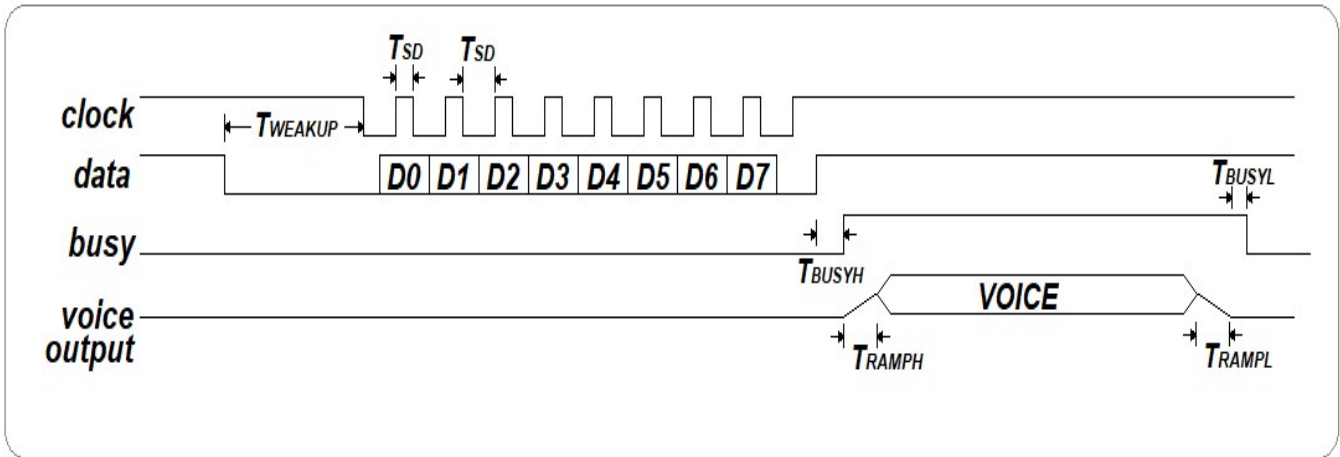 TSD TSD
clock
TWEAKUP
data D0 D1 D2 D3 D4 D5 D6 D7
TBUSYL
busy
TBUSYH
voice output
VOICE
TRAMPH
TRAMPL